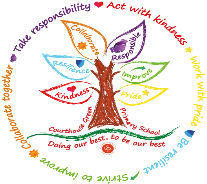 Take responsibility ♥ Act with kindness
Work with pride
Be resilient
Strive to improve
Collaborate together
Collaborate
Responsible
Resilience
Improve
Kindness
Pride
Courthouse Green Primary School
Doing our best, to be our best